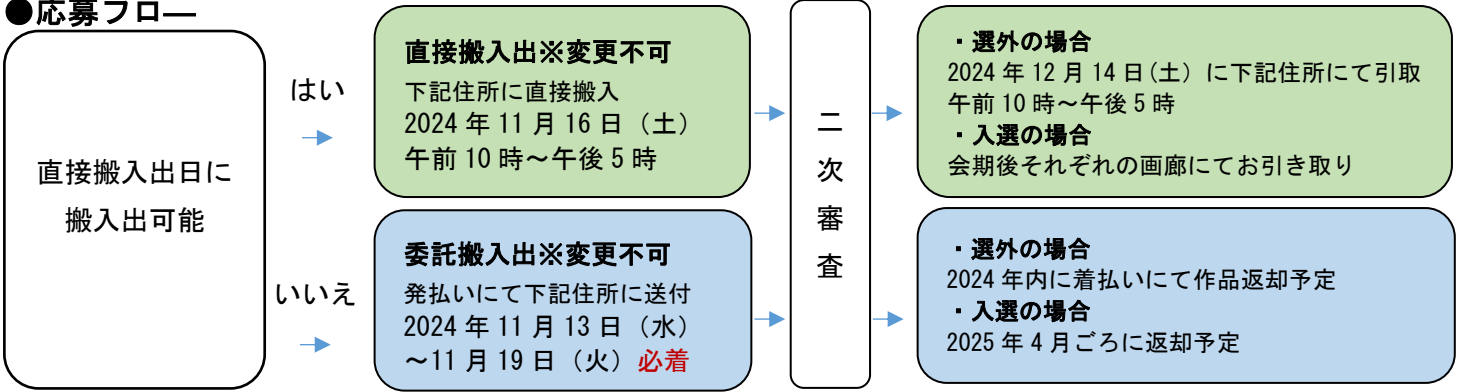 ●応募フロー
直接搬入出日に
搬入出可能
はい
直接搬入出※変更不可
下記住所に直接搬入
2024 年 11 月 16 日（土）
午前 10 時～午後 5 時
いいえ
委託搬入出※変更不可
発払いにて下記住所に送付
2024 年 11 月 13 日（水）
～11 月 19 日（火）必着
二
次
審
査
・選外の場合
2024 年 12 月 14 日(土) に下記住所にて引取
午前 10 時～午後 5 時
・入選の場合
会期後それぞれの画廊にてお引き取り
・選外の場合
2024 年内に着払いにて作品返却予定
・入選の場合
2025 年 4 月ごろに返却予定